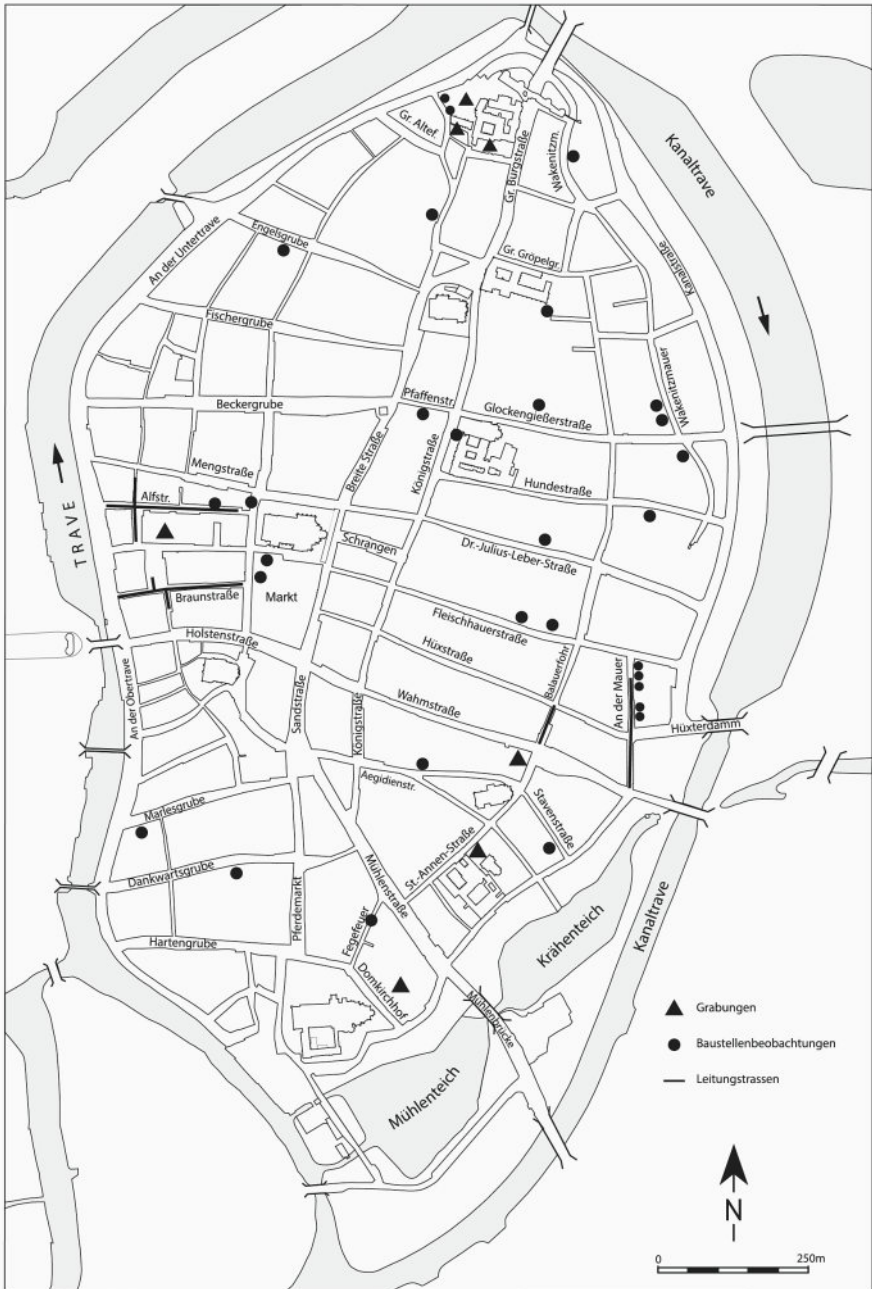 Gr. Altef.
Gr. Burgstraße
Wakenitzm.
Kanaltrave
An der Untertrave
Engelsgrube
Gr. Gröpelgr.
Kanalstraße
Fischergrube
Wakenitzmauer
Beckergrube
Pfaffenstr.
Glockengießerstraße
Breite Straße
Königstraße
Mengstraße
Hundestraße
Alfstr.
TRAVE
Schrangen
Dr.-Julius-Leber-Straße
Markt
Braunstraße
Fleischhauerstraße
Holstenstraße
Hüxstraße
Balauerfohr
An der Mauer
An der Obertrave
Sandstraße
Königstraße
Wahmstraße
Hüxterdamm
Aegidienstr.
Marlesgrube
Stavenstraße
St.-Annen-Straße
Mühlenstraße
Dankwartsgrube
Pferdemarkt
Fegefeuer
Hartengrube
Krähenteich
Kanaltrave
Domkirchhof
Mühlenbrücke
Grabungen
Baustellenbeobachtungen
Leitungstrassen
Mühlenteich
N
0 250m